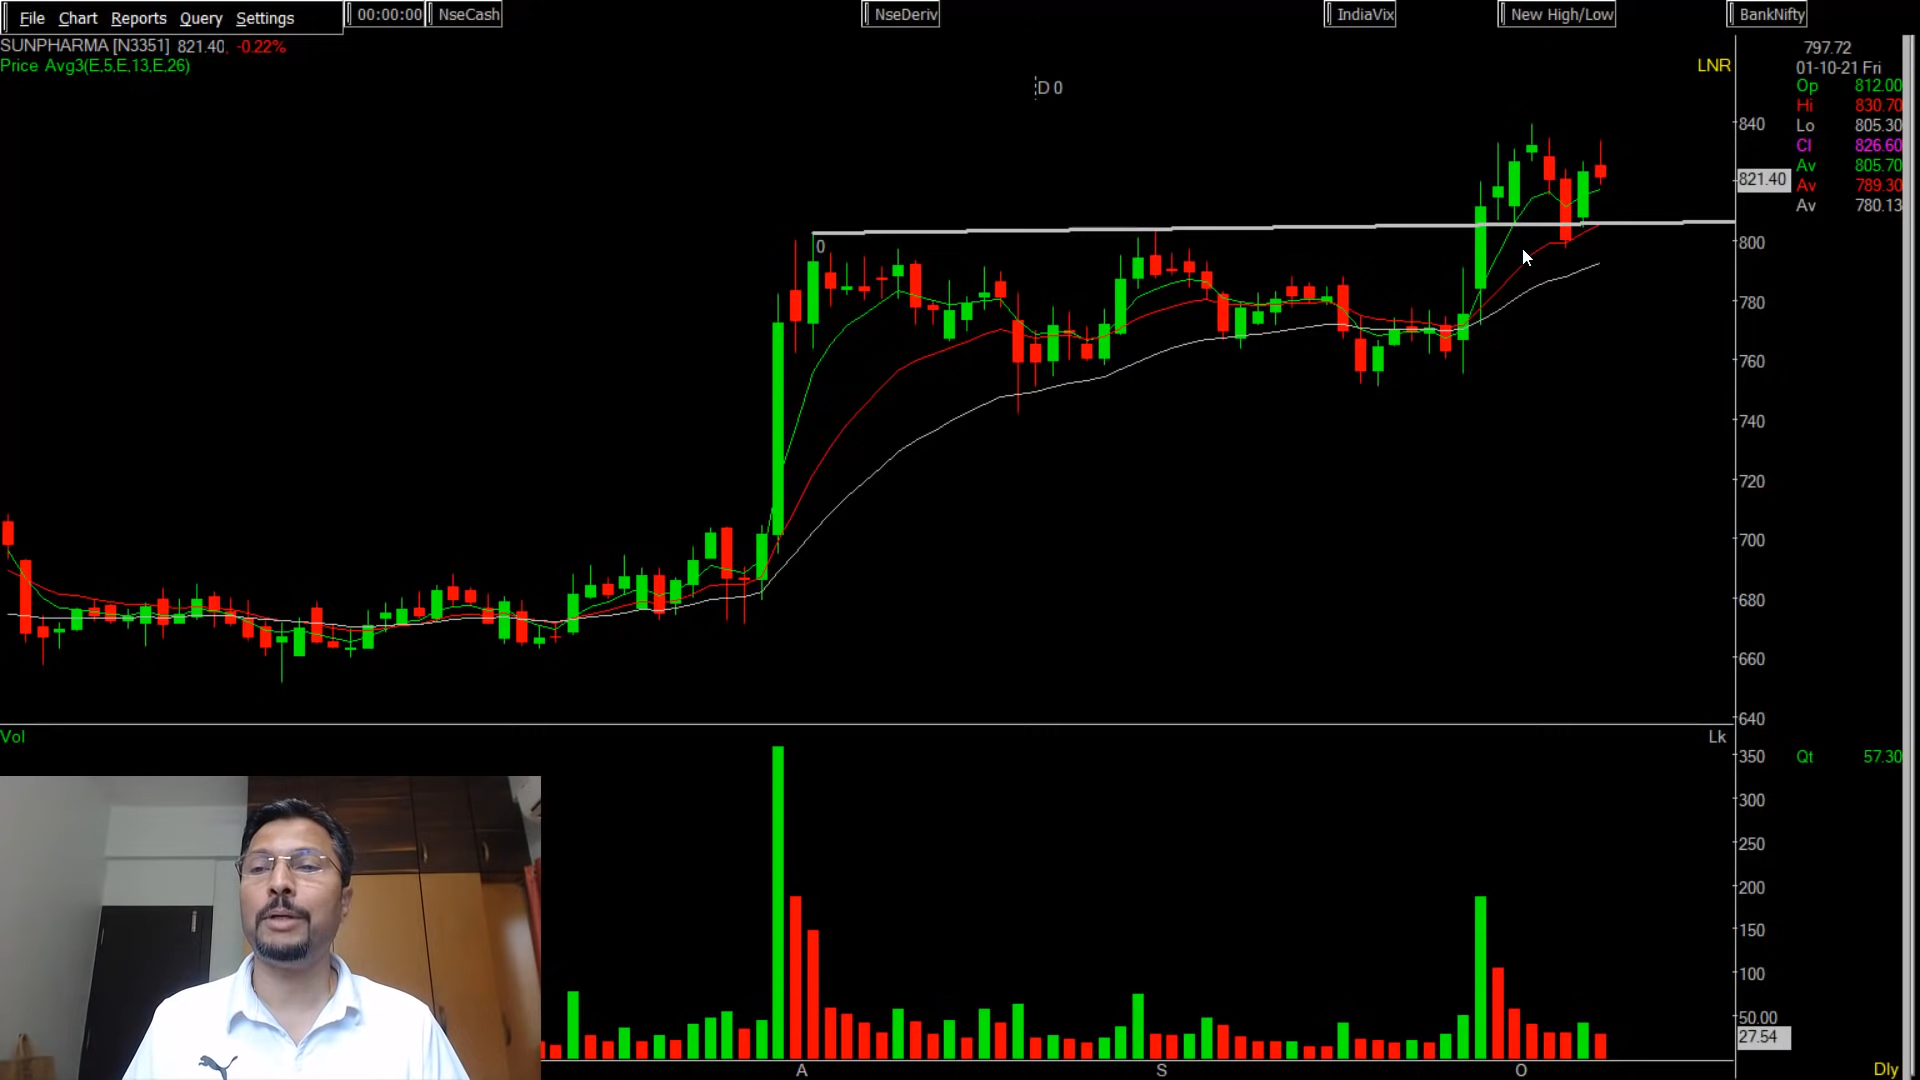 File Chart Reports Query Settings 00:00:00 NseCash NseDeriv IndiaVix New High/Low BankNifty
SUNPHARMA [N3351] 821.40, -0.22%
Price Avg3(E,5,E,13,E,26)
LNR
D 0
0
797.72
01-10-21 Fri
Op 812.00
Hi 830.70
Lo 805.30
Cl 826.60
Av 805.70
Av 789.30
Av 780.13
840
821.40
800
780
760
740
720
700
680
660
640
Vol
Lk
350
300
250
200
150
100
50.00
27.54
Qt 57.30
A S O
Dly